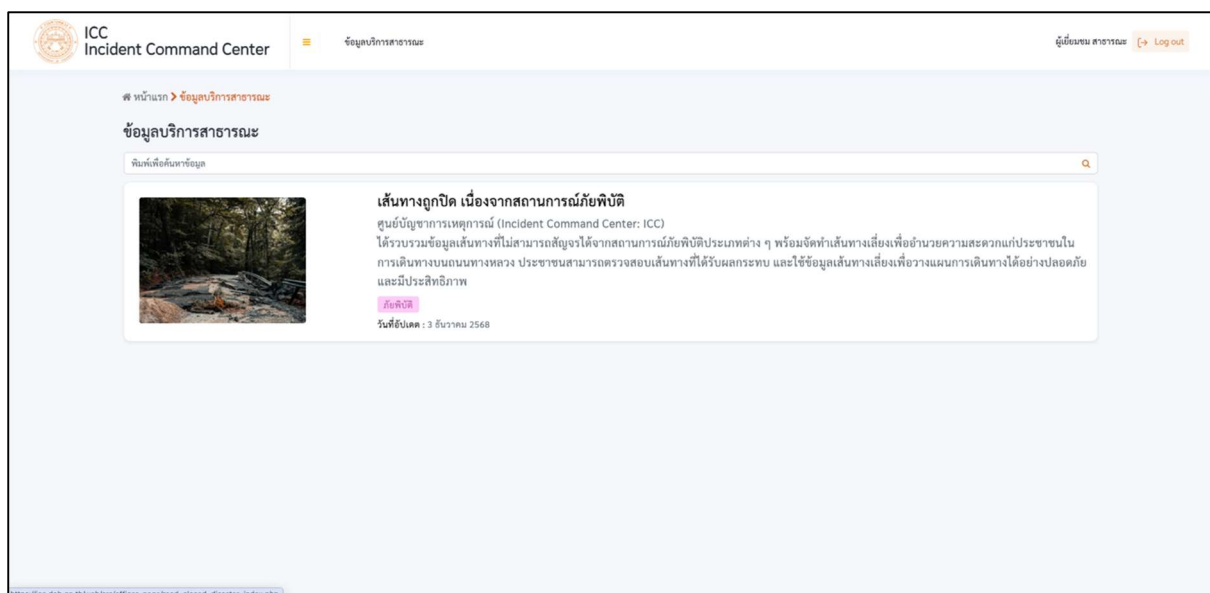 ICC
Incident Command Center
ข้อมูลบริการสาธารณะ
ผู้เยี่ยมชม สาธารณะ
Log out
หน้าแรก > ข้อมูลบริการสาธารณะ
ข้อมูลบริการสาธารณะ
พิมพ์เพื่อค้นหาข้อมูล
เส้นทางถูกปิด เนื่องจากสถานการณ์ภัยพิบัติ
ศูนย์บัญชาการเหตุการณ์ (Incident Command Center: ICC)
ได้รวบรวมข้อมูลเส้นทางที่ไม่สามารถสัญจรได้จากสถานการณ์ภัยพิบัติประเภทต่าง ๆ พร้อมจัดทำเส้นทางเลี่ยงเพื่ออำนวยความสะดวกแก่ประชาชนใน
การเดินทางบนถนนทางหลวง ประชาชนสามารถตรวจสอบเส้นทางที่ได้รับผลกระทบ และใช้ข้อมูลเส้นทางเลี่ยงเพื่อวางแผนการเดินทางได้อย่างปลอดภัย
และมีประสิทธิภาพ
ภัยพิบัติ
วันที่อัปเดต : 3 ธันวาคม 2568